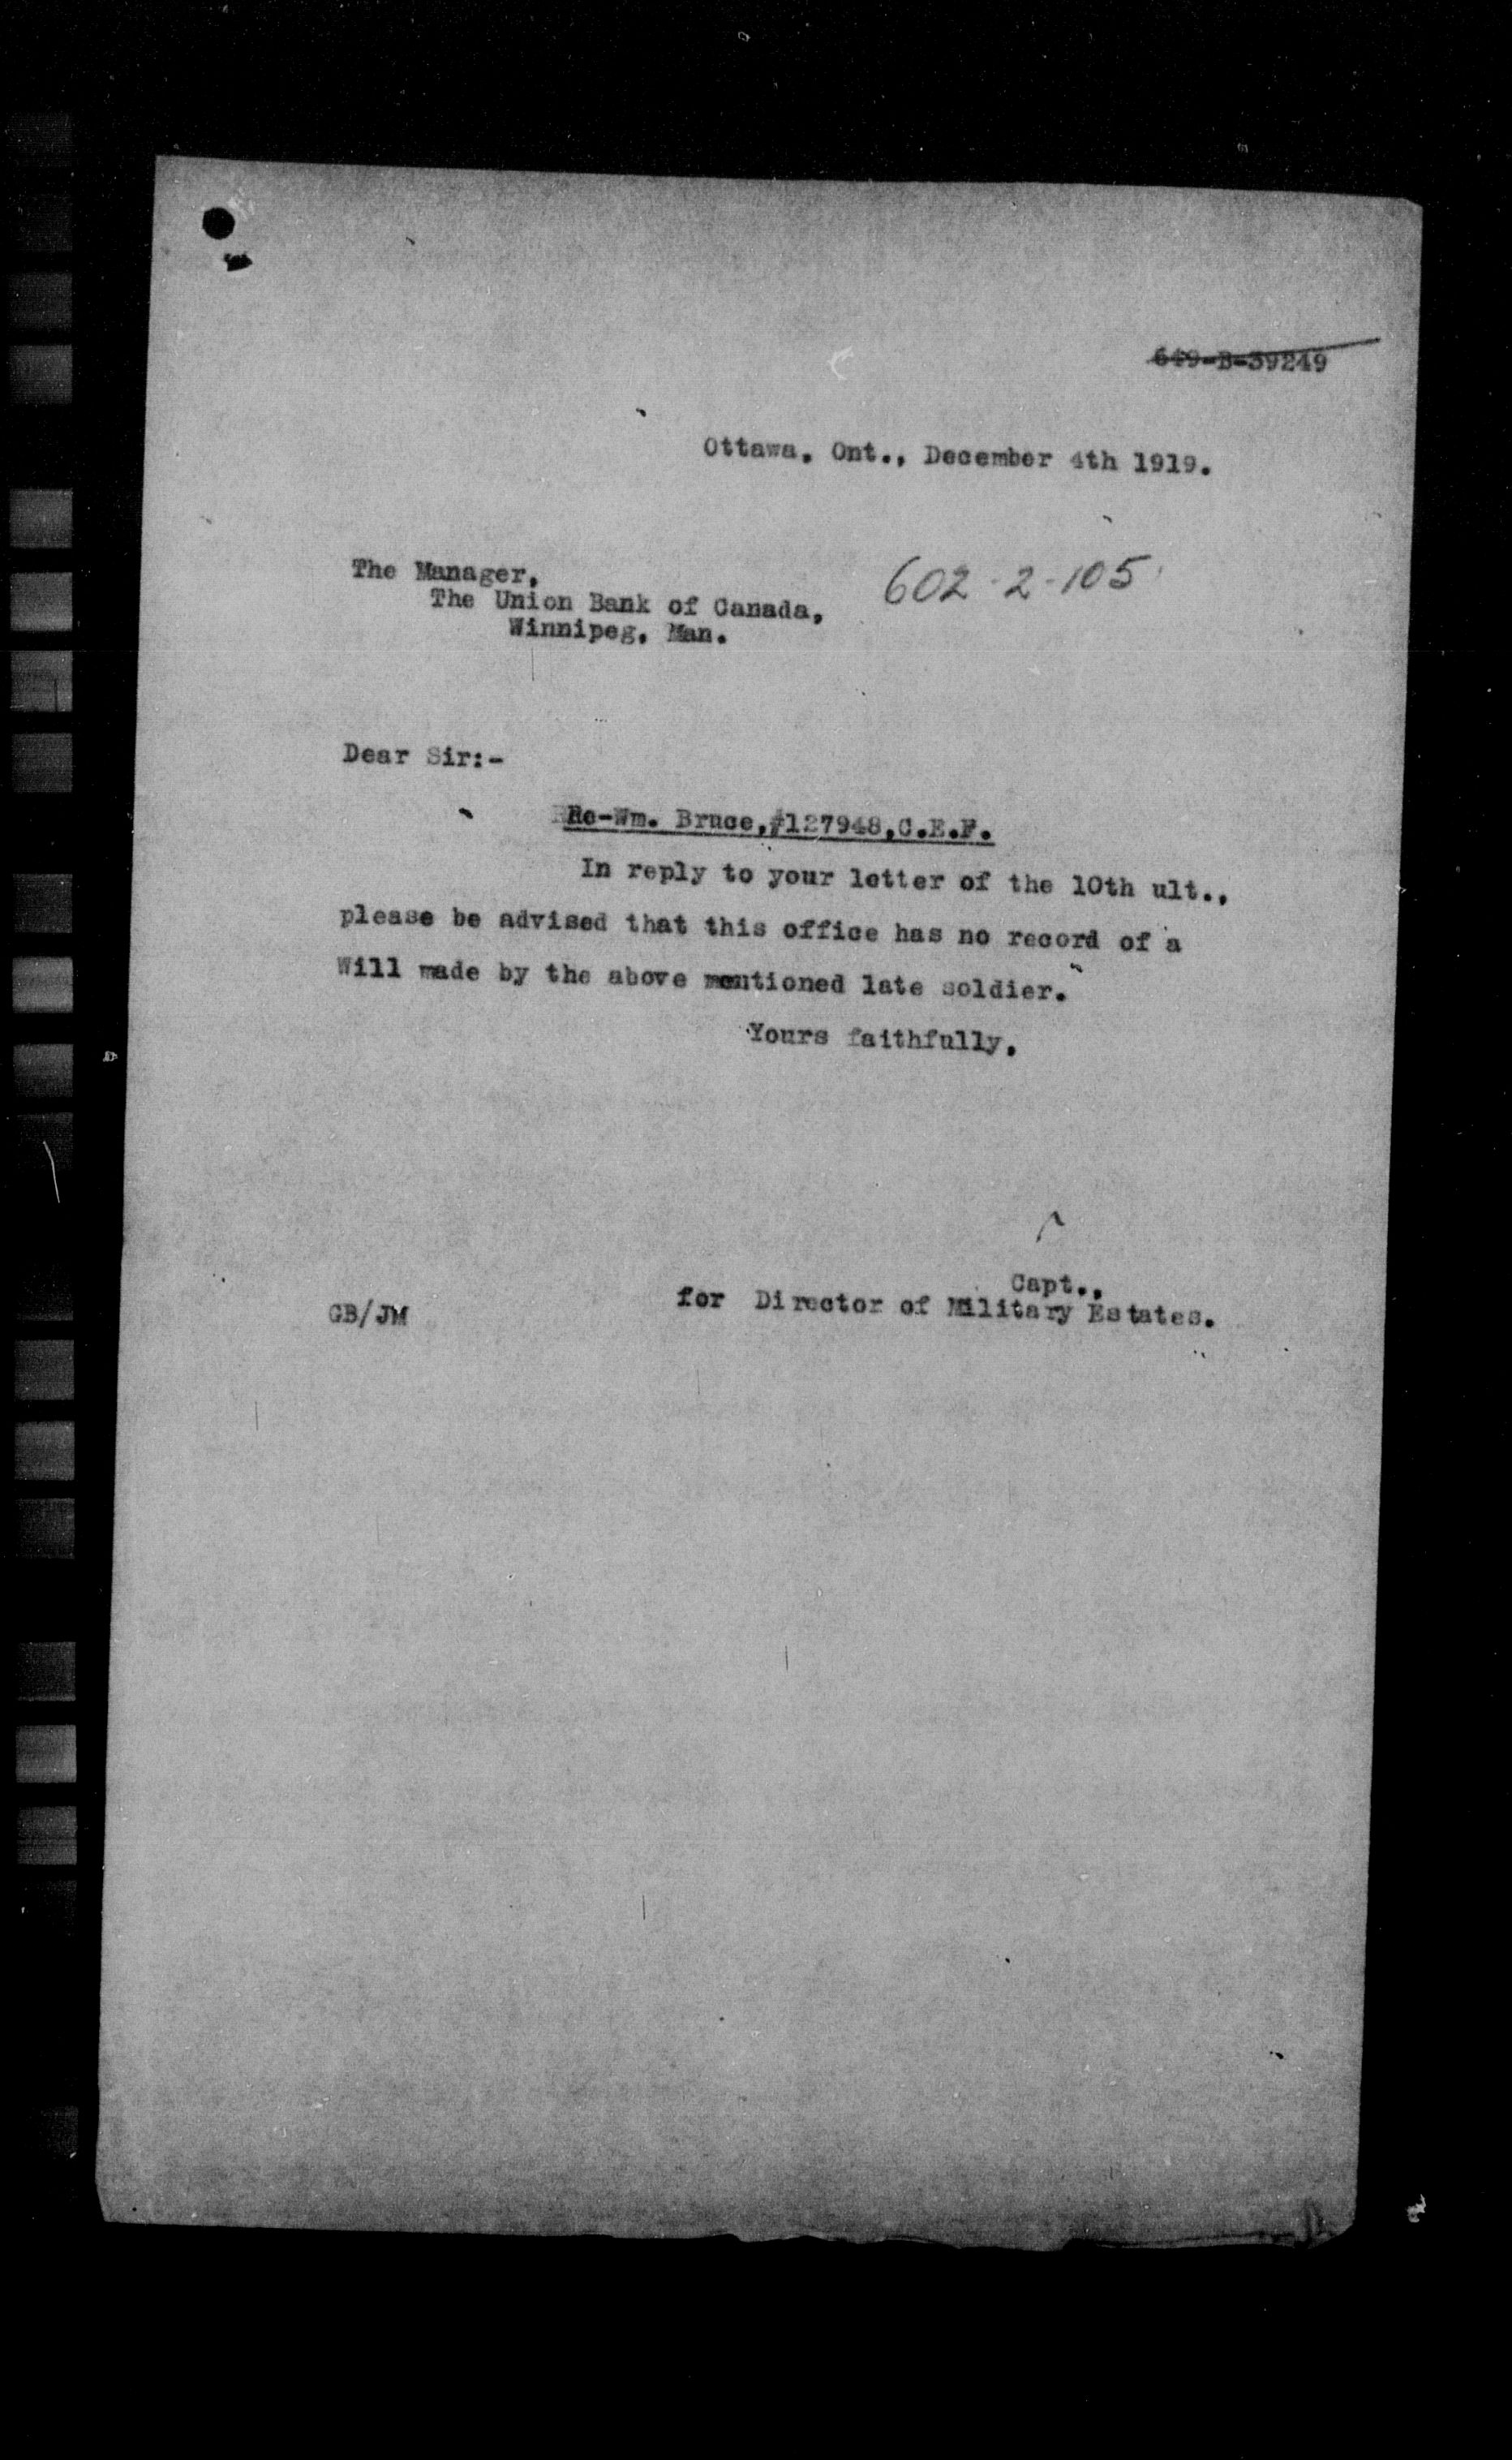 649-B-39249
Ottawa, Ont., December 4th 1919.
602-2-105
The Manager,
The Union Bank of Canada,
Winnipeg, Man.
Dear Sir:-
Re-Wm. Bruce,#127948,C.E.F.
In reply to your letter of the 10th ult.,
please be advised that this office has no record of a
Will made by the above mentioned late soldier.
Yours faithfully,
Capt.,
for Director of Military Estates.
GB/JM